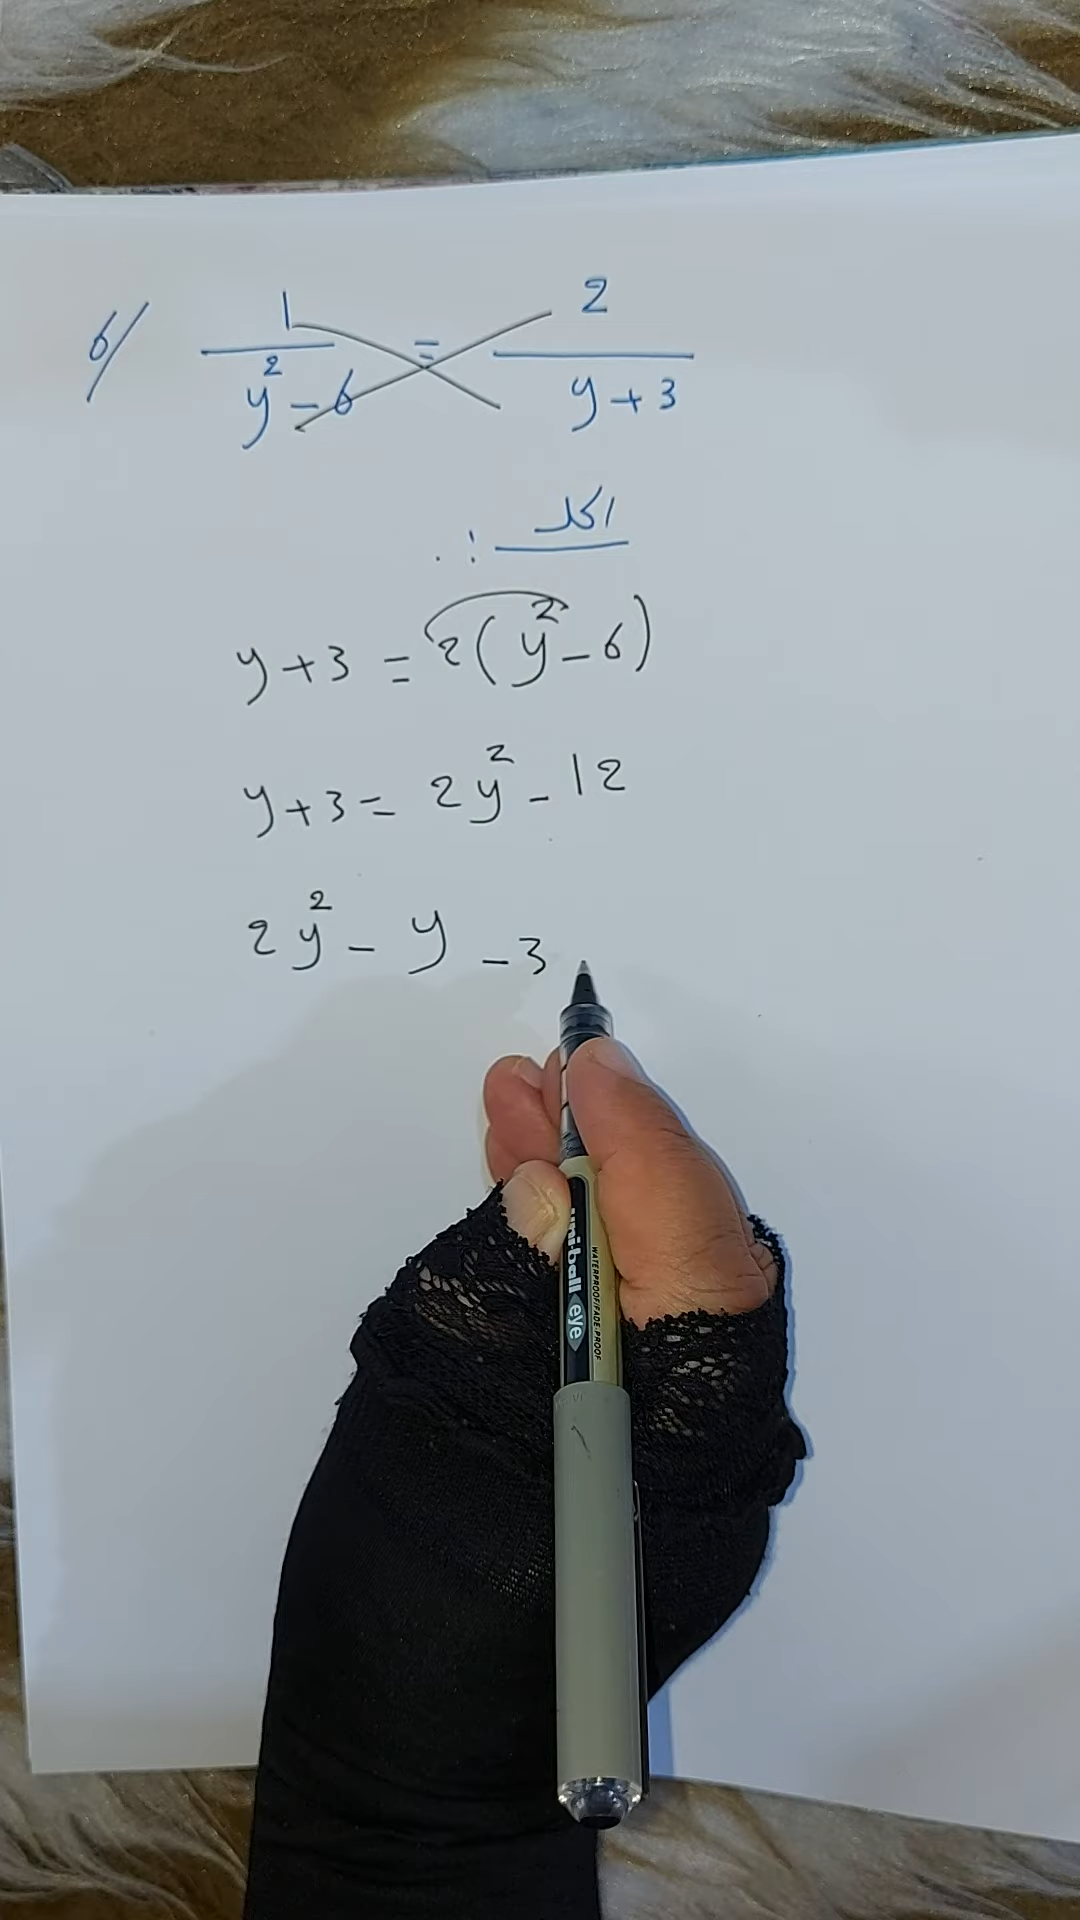 6/ 1/(y² - 6) = 2/(y + 3)
الحل :.
y + 3 = 2(y² - 6)
y + 3 = 2y² - 12
2y² - y - 3
uni-ball eye
WATERPROOF/FADE-PROOF